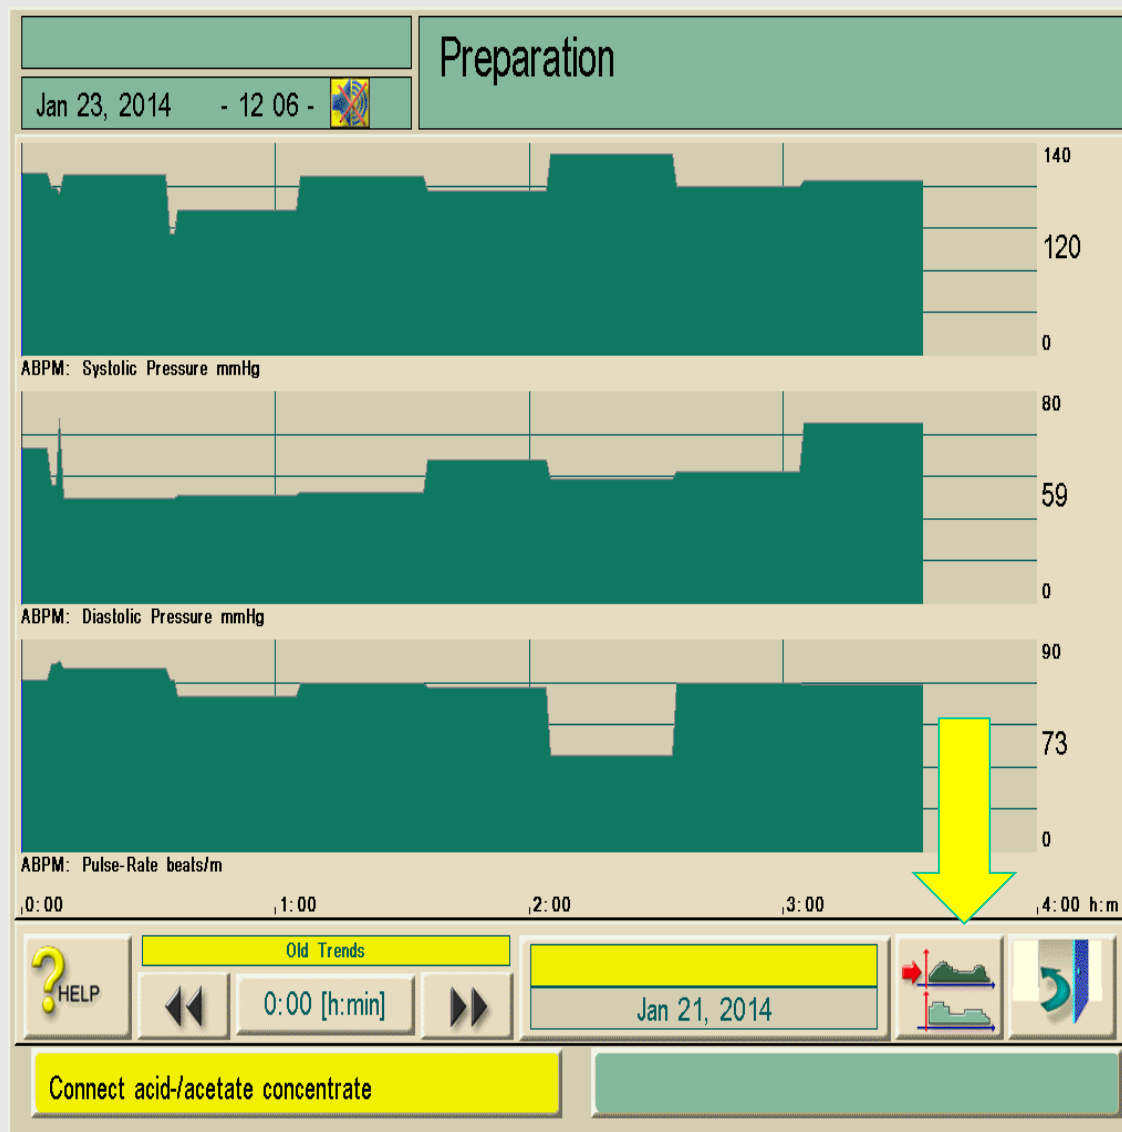 Preparation
Jan 23, 2014 - 12 06 -
140
120
0
ABPM: Systolic Pressure mmHg
80
59
0
ABPM: Diastolic Pressure mmHg
90
73
0
ABPM: Pulse-Rate beats/m
0:00 1:00 2:00 3:00 4:00 h:m
Old Trends
HELP
0:00 [h:min]
Jan 21, 2014
Connect acid-/acetate concentrate